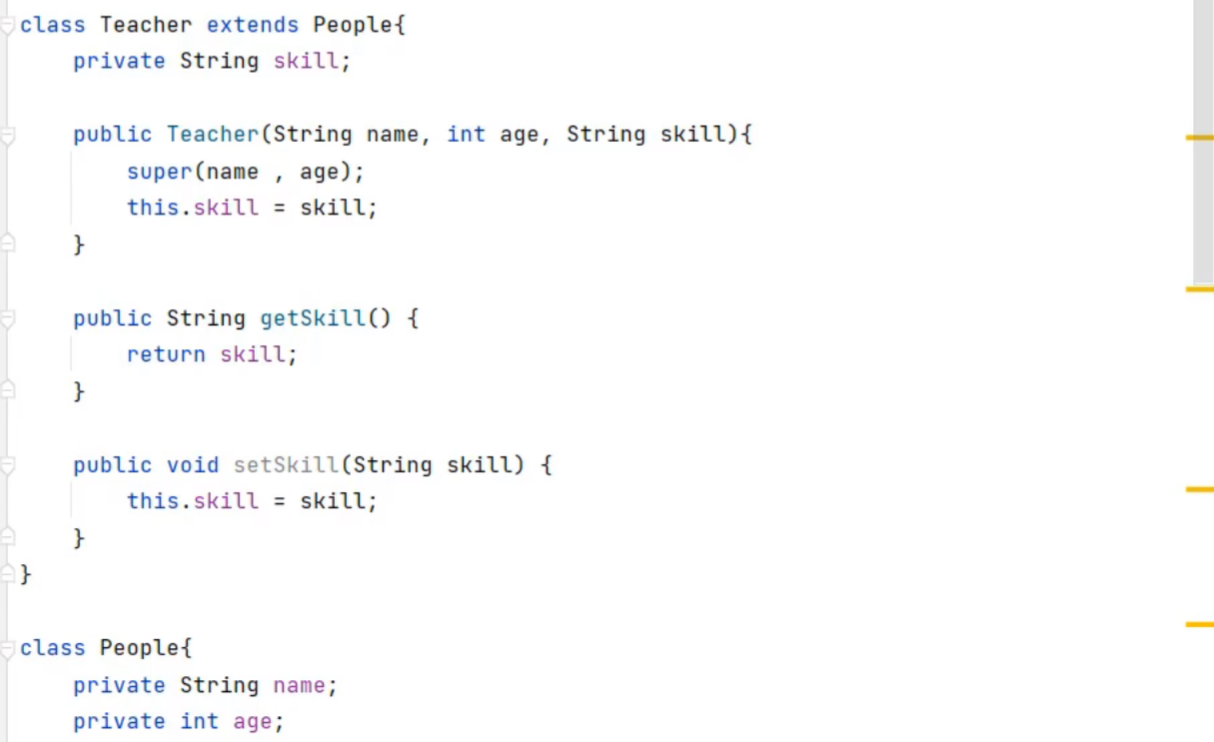 class Teacher extends People{
    private String skill;

    public Teacher(String name, int age, String skill){
        super(name , age);
        this.skill = skill;
    }

    public String getSkill() {
        return skill;
    }

    public void setSkill(String skill) {
        this.skill = skill;
    }
}

class People{
    private String name;
    private int age;